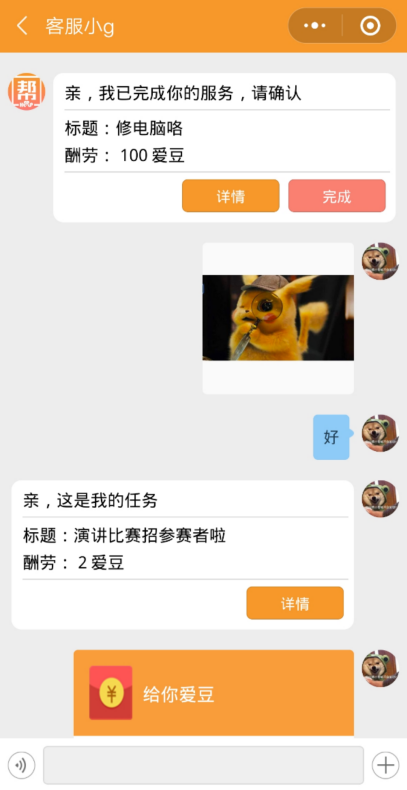 客服小g
帮
亲，我已完成你的服务，请确认
标题：修电脑咯
酬劳： 100 爱豆
详情
完成
好
亲，这是我的任务
标题：演讲比赛招参赛者啦
酬劳： 2 爱豆
详情
¥
给你爱豆